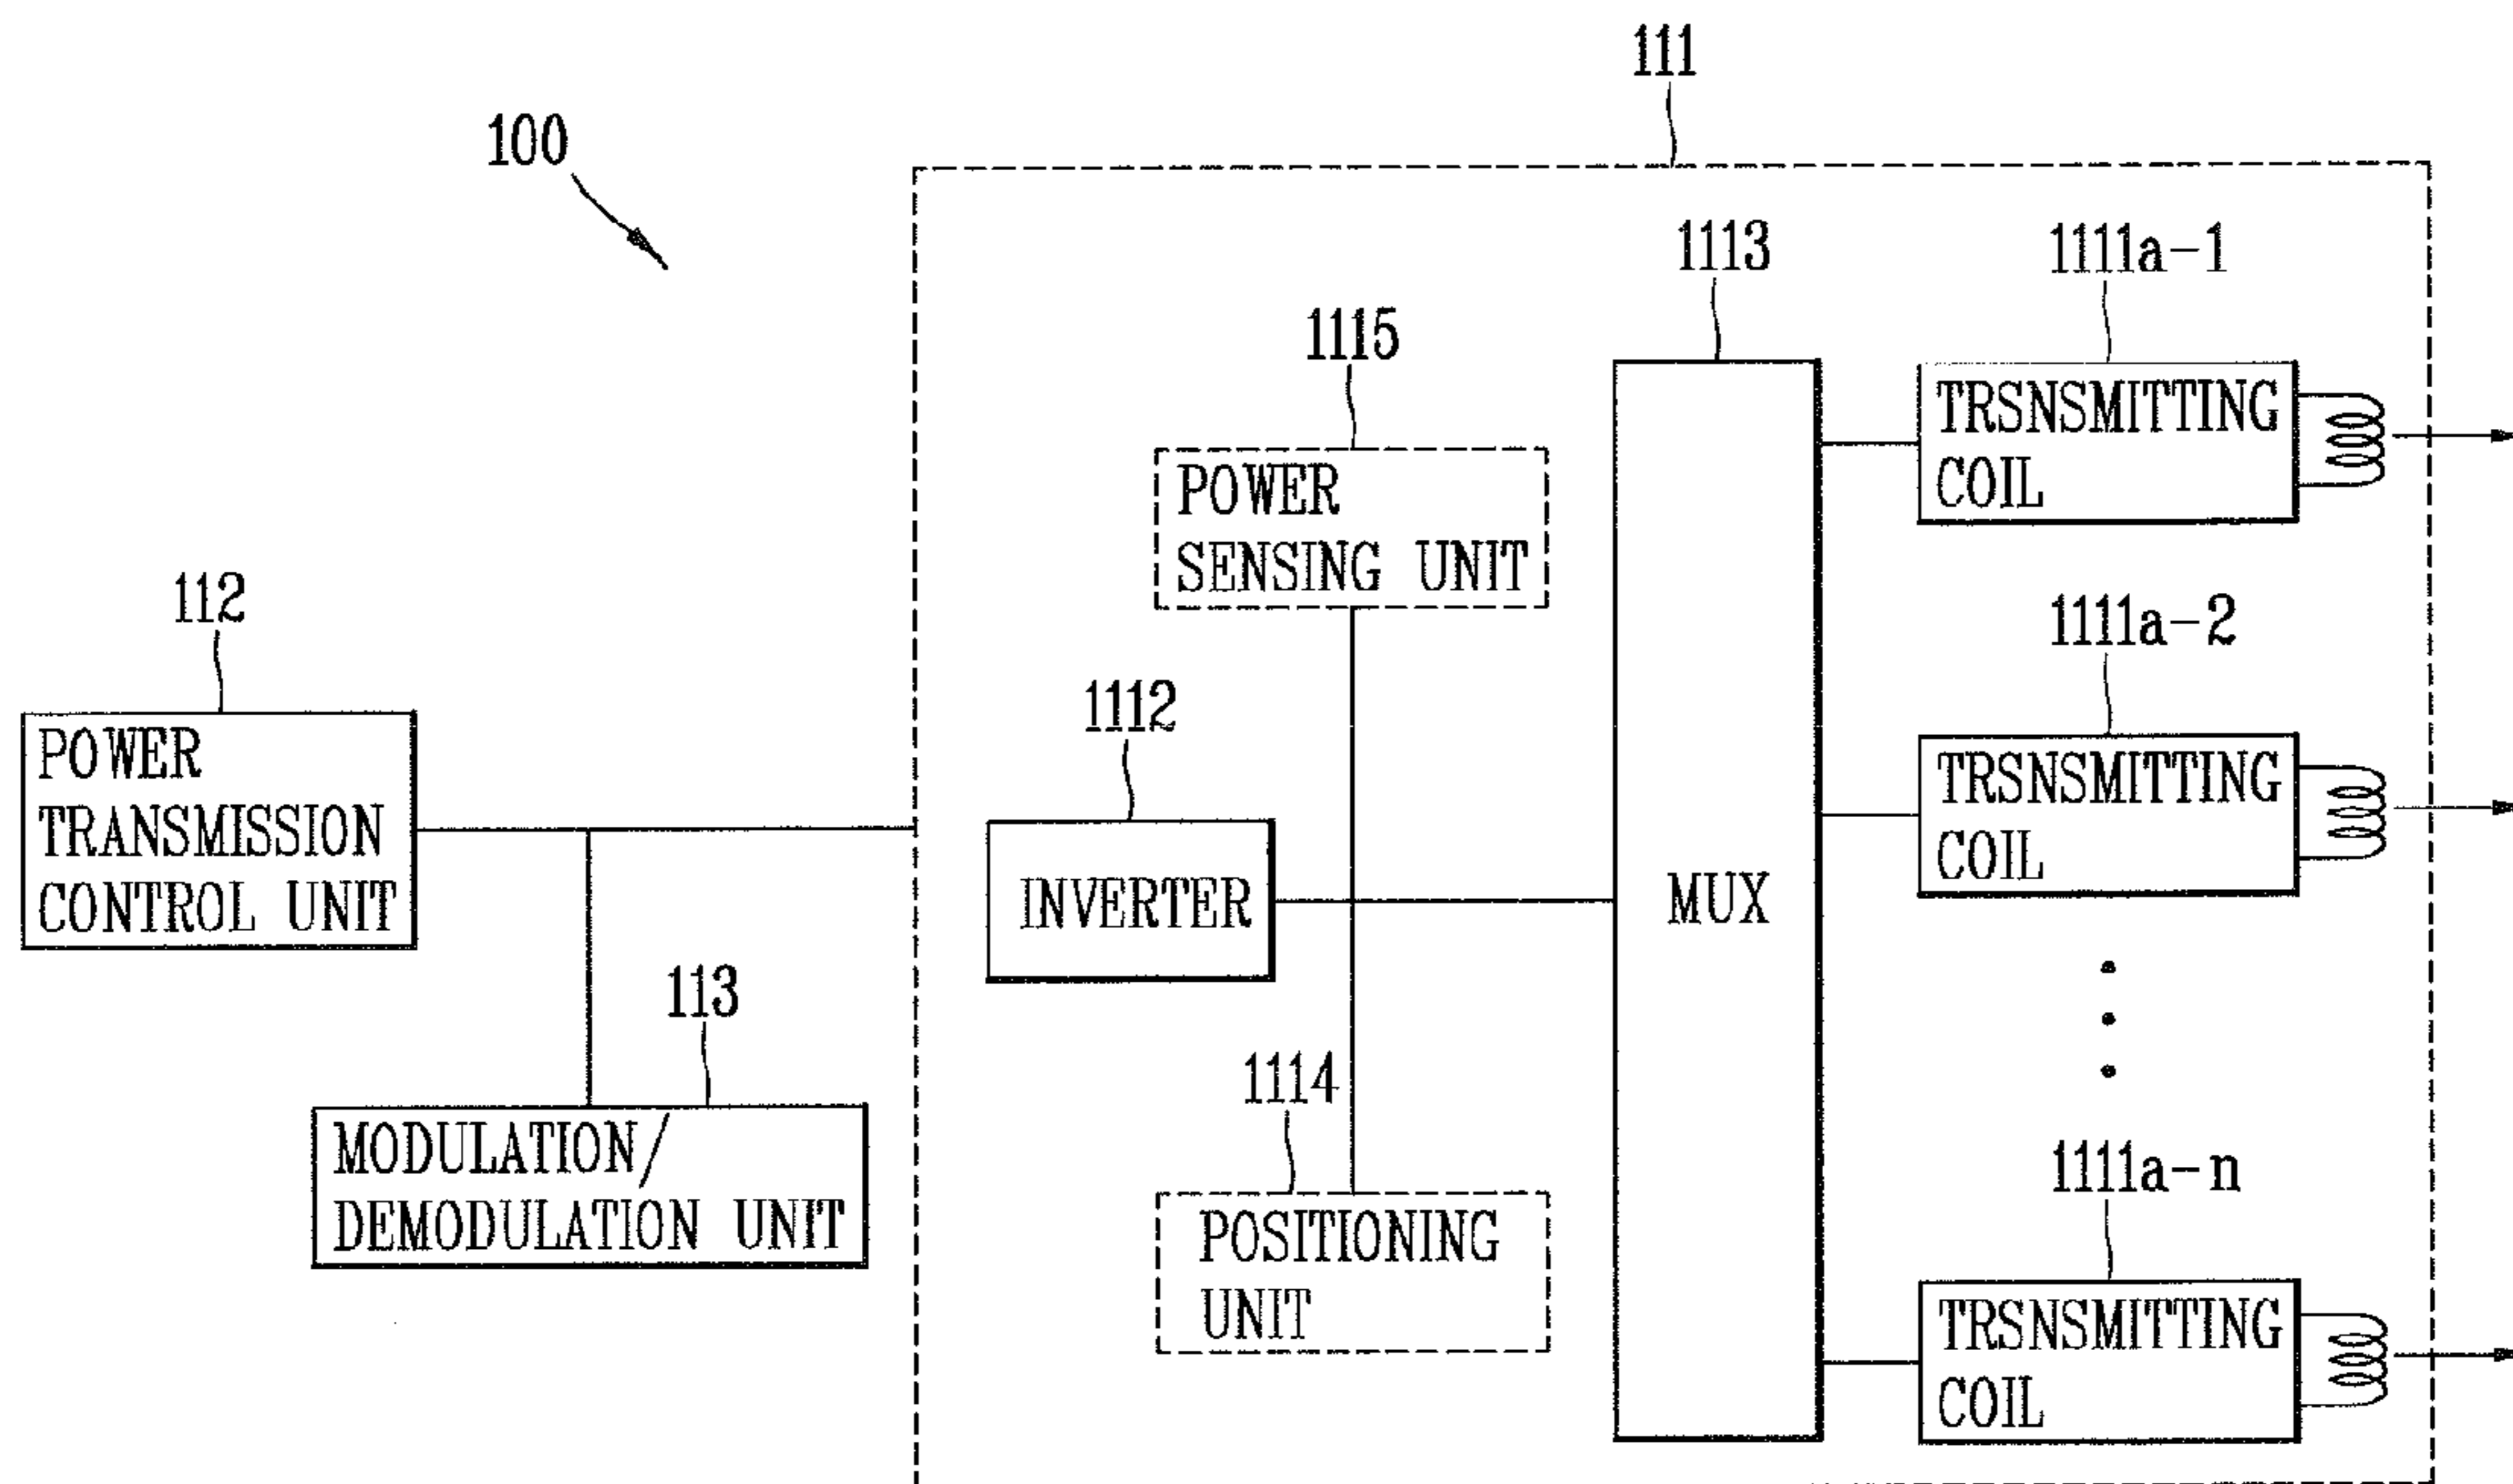 111
100
1113
1111a-1
1115
TRSNSMITTING
COIL
POWER
SENSING UNIT
112
1111a-2
1112
POWER
TRANSMISSION
CONTROL UNIT
TRSNSMITTING
COIL
INVERTER
MUX
113
1114
MODULATION/
DEMODULATION UNIT
1111a-n
POSITIONING
UNIT
TRSNSMITTING
COIL